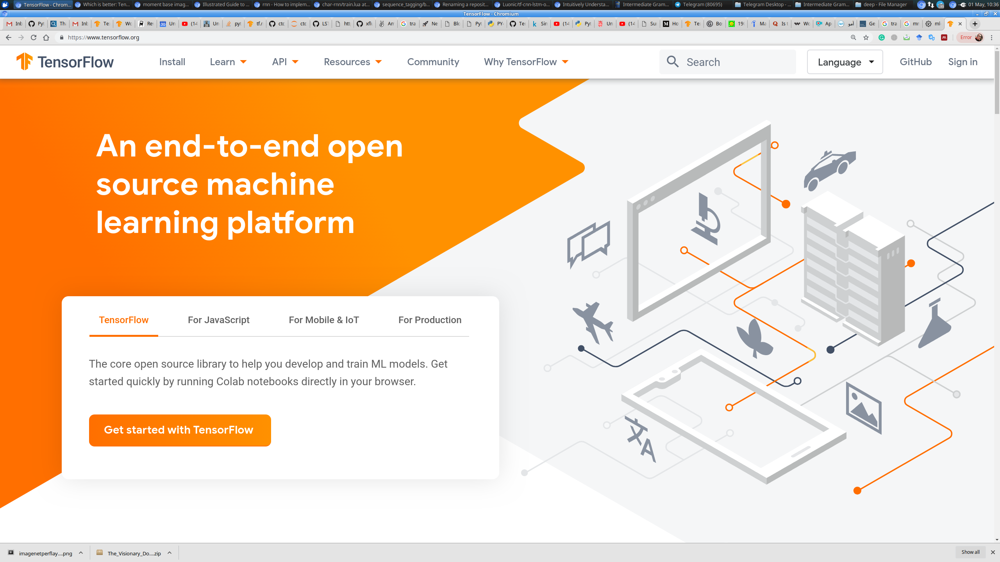 TensorFlow - Chrom... Which is better: Ten... moment base imag... Illustrated Guide to ... rnn - How to implem... char-rnn/train.lua at... sequence_tagging/b... Renaming a reposit... Luonic/tf-cnn-lstm-o... Intuitively Understa... Intermediate Gram... Telegram (80695) Telegram Desktop - ... Intermediate Gram... deep - File Manager 01 May, 10:36
TensorFlow - Chromium
Inb Pyt Th Inb Te Wo Re Un (14 Un pyt tf.r ctc ctc LS htt xfl An tra Ne Blo Pyt PY- Te Sin (14 Pyt Un (14 Su Ho Te Bo 19 Ma Is t Wo Ap آمو Ge tra mr ml-
https://www.tensorflow.org Error
TensorFlow Install Learn API Resources Community Why TensorFlow Search Language GitHub Sign in
An end-to-end open
source machine
learning platform
TensorFlow For JavaScript For Mobile & IoT For Production
The core open source library to help you develop and train ML models. Get
started quickly by running Colab notebooks directly in your browser.
Get started with TensorFlow
文A
imagenetperflay....png The_Visionary_Do....zip Show all